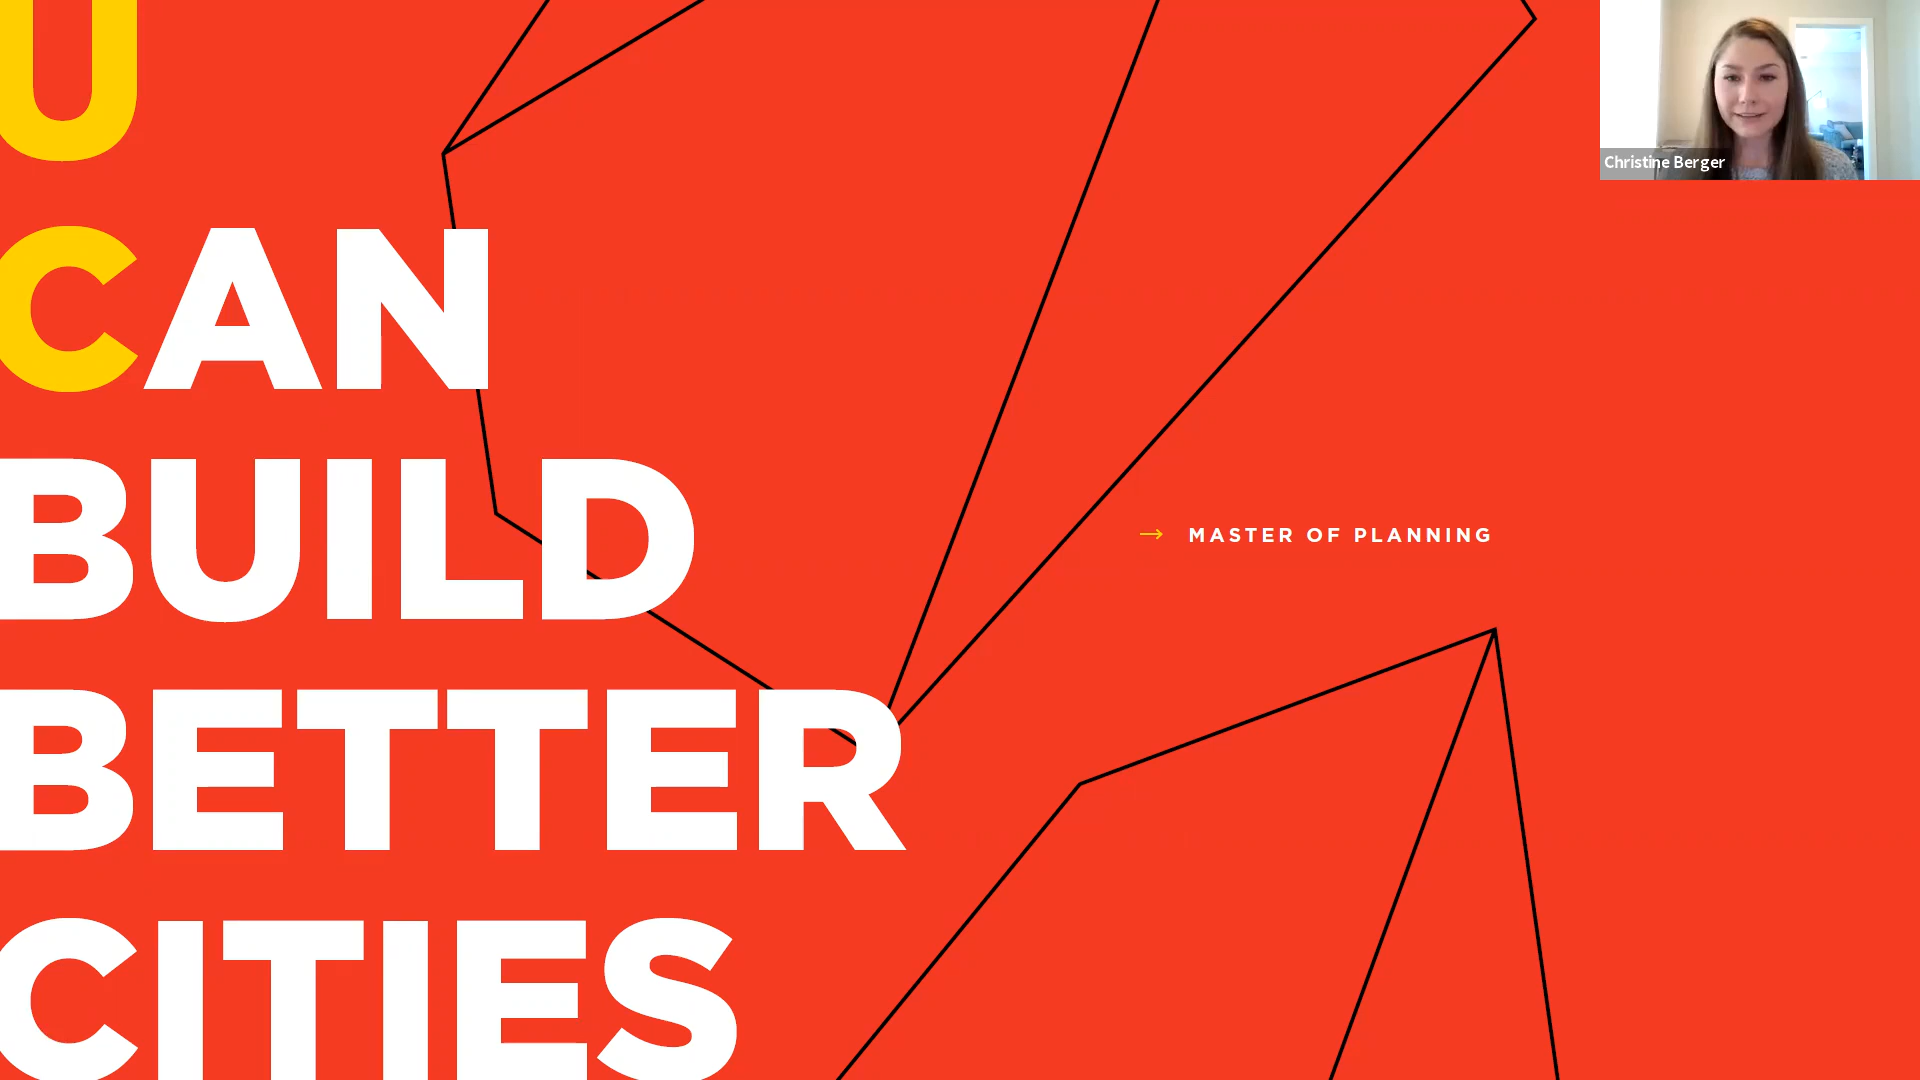 U
CAN
BUILD
BETTER
CITIES
→ MASTER OF PLANNING
Christine Berger